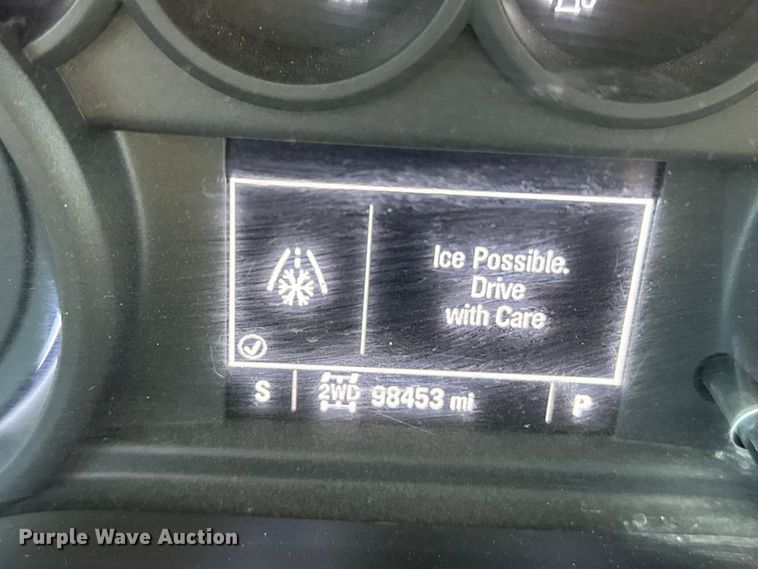 Ice Possible.
Drive
with Care
S 2WD 98453 mi P
Purple Wave Auction®